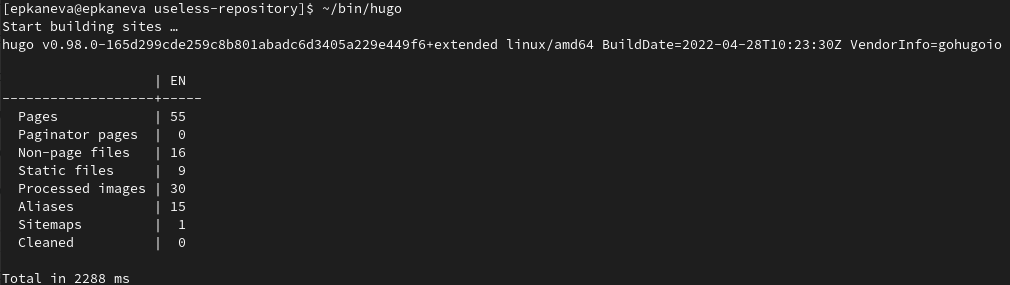 [epkaneva@epkaneva useless-repository]$ ~/bin/hugo
Start building sites …
hugo v0.98.0-165d299cde259c8b801abadc6d3405a229e449f6+extended linux/amd64 BuildDate=2022-04-28T10:23:30Z VendorInfo=gohugoio

                   | EN
-------------------+-----
  Pages            | 55
  Paginator pages  |  0
  Non-page files   | 16
  Static files     |  9
  Processed images | 30
  Aliases          | 15
  Sitemaps         |  1
  Cleaned          |  0

Total in 2288 ms